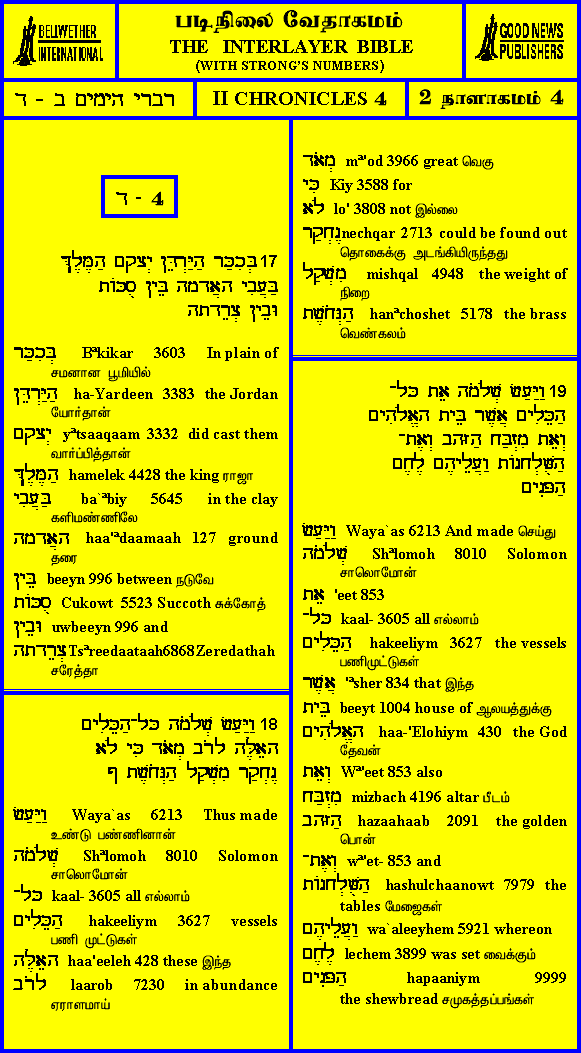 BELLWETHER
INTERNATIONAL
படிநிலை வேதாகமம்
THE INTERLAYER BIBLE
(WITH STRONG'S NUMBERS)
GOOD NEWS
PUBLISHERS
דברי הימים ב - ד
II CHRONICLES 4
2 நாளாகமம் 4
ד - 4
17 בְּכִכַּר הַיַּרְדֵּן יְצָקָם הַמֶּלֶךְ
בַּעֲבִי הָאֲדָמָה בֵּין סֻכּוֹת
וּבֵין צְרֵדָתָה
בְּכִכַּר Bªkikar 3603 In plain of
சமனான பூமியில்
הַיַּרְדֵּן ha-Yardeen 3383 the Jordan
யோர்தான்
יְצָקָם yªtsaaqaam 3332 did cast them
வார்ப்பித்தான்
הַמֶּלֶךְ hamelek 4428 the king ராஜா
בַּעֲבִי ba`ªbiy 5645 in the clay
களிமண்ணிலே
הָאֲדָמָה haa'ªdaamaah 127 ground
தரை
בֵּין beeyn 996 between நடுவே
סֻכּוֹת Cukowt 5523 Succoth சுக்கோத்
וּבֵין uwbeeyn 996 and
צְרֵדָתָה Tsªreedaataah 6868 Zeredathah
சரேத்தா
18 וַיַּעַשׂ שְׁלֹמֹה כָּל־הַכֵּלִים
הָאֵלֶּה לָרֹב מְאֹד כִּי לֹא
נֶחְקַר מִשְׁקַל הַנְּחֹשֶׁת ף
וַיַּעַשׂ Waya`as 6213 Thus made
உண்டு பண்ணினான்
שְׁלֹמֹה Shªlomoh 8010 Solomon
சாலொமோன்
כָּל־ kaal- 3605 all எல்லாம்
הַכֵּלִים hakeeliym 3627 vessels
பணி முட்டுகள்
הָאֵלֶּה haa'eeleh 428 these இந்த
לָרֹב laarob 7230 in abundance
ஏராளமாய்
מְאֹד mª'od 3966 great வெகு
כִּי Kiy 3588 for
לֹא lo' 3808 not இல்லை
נֶחְקַר nechqar 2713 could be found out
தொகைக்கு அடங்கியிருந்தது
מִשְׁקַל mishqal 4948 the weight of
நிறை
הַנְּחֹשֶׁת hanªchoshet 5178 the brass
வெண்கலம்
19 וַיַּעַשׂ שְׁלֹמֹה אֵת כָּל־
הַכֵּלִים אֲשֶׁר בֵּית הָאֱלֹהִים
וְאֵת מִזְבַּח הַזָּהָב וְאֶת־
הַשֻּׁלְחָנוֹת וַעֲלֵיהֶם לֶחֶם
הַפָּנִים
וַיַּעַשׂ Waya`as 6213 And made செய்து
שְׁלֹמֹה Shªlomoh 8010 Solomon
சாலொமோன்
אֵת 'eet 853
כָּל־ kaal- 3605 all எல்லாம்
הַכֵּלִים hakeeliym 3627 the vessels
பணிமுட்டுகள்
אֲשֶׁר 'ªsher 834 that இந்த
בֵּית beeyt 1004 house of ஆலயத்துக்கு
הָאֱלֹהִים haa-'Elohiym 430 the God
தேவன்
וְאֵת Wª'eet 853 also
מִזְבַּח mizbach 4196 altar பீடம்
הַזָּהָב hazaahaab 2091 the golden
பொன்
וְאֶת־ wª'et- 853 and
הַשֻּׁלְחָנוֹת hashulchaanowt 7979 the
tables மேஜைகள்
וַעֲלֵיהֶם wa`aleeyhem 5921 whereon
לֶחֶם lechem 3899 was set வைக்கும்
הַפָּנִים hapaaniym 9999
the shewbread சமுகத்தப்பங்கள்